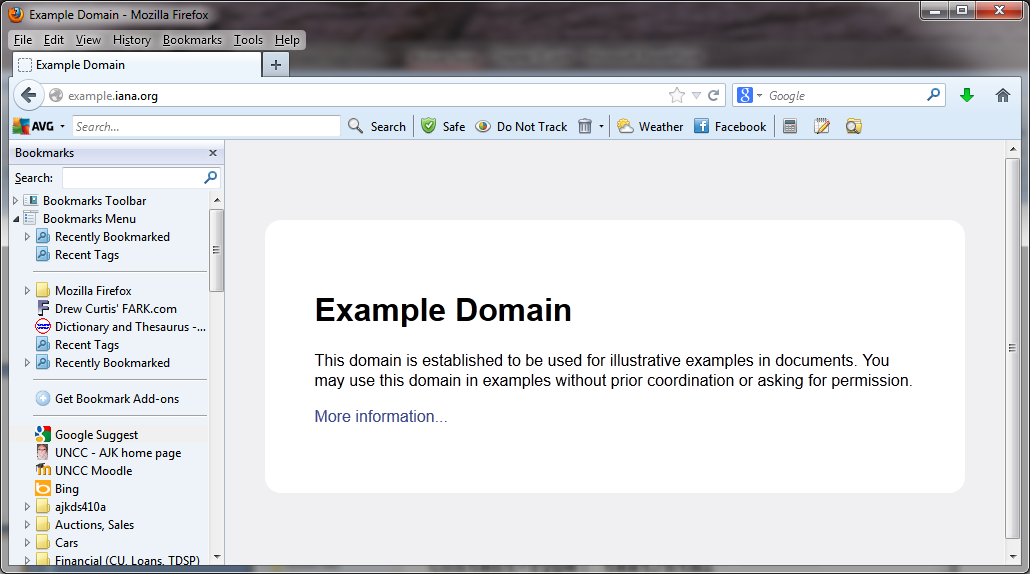 Example Domain - Mozilla Firefox
File Edit View History Bookmarks Tools Help
Example Domain
example.iana.org Google
AVG Search... Search Safe Do Not Track Weather Facebook
Bookmarks
Search:
Bookmarks Toolbar
Bookmarks Menu
Recently Bookmarked
Recent Tags
Mozilla Firefox
Drew Curtis' FARK.com
Dictionary and Thesaurus -...
Recent Tags
Recently Bookmarked
Get Bookmark Add-ons
Google Suggest
UNCC - AJK home page
UNCC Moodle
Bing
ajkds410a
Auctions, Sales
Cars
Financial (CU, Loans, TDSP)
Example Domain
This domain is established to be used for illustrative examples in documents. You
may use this domain in examples without prior coordination or asking for permission.
More information...